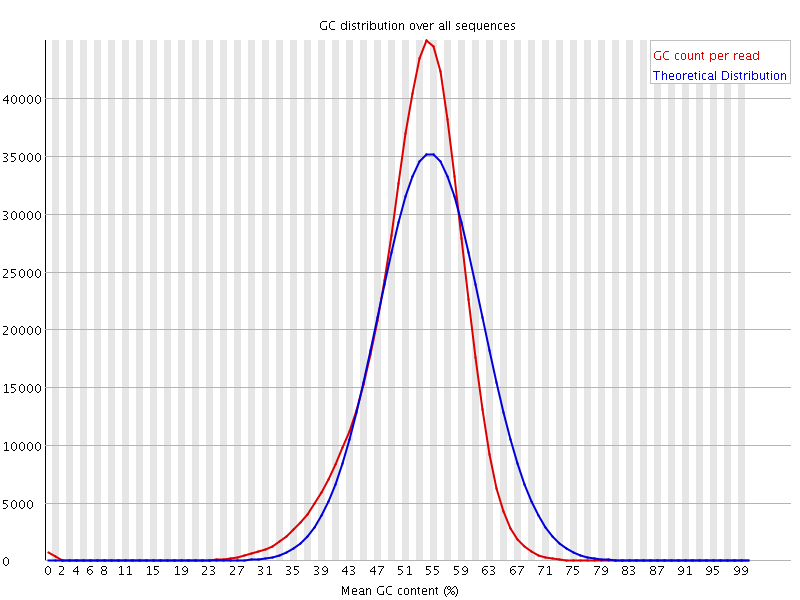 GC distribution over all sequences
GC count per read
Theoretical Distribution
40000
35000
30000
25000
20000
15000
10000
5000
0
0 2 4 6 8 11 15 19 23 27 31 35 39 43 47 51 55 59 63 67 71 75 79 83 87 91 95 99
Mean GC content (%)